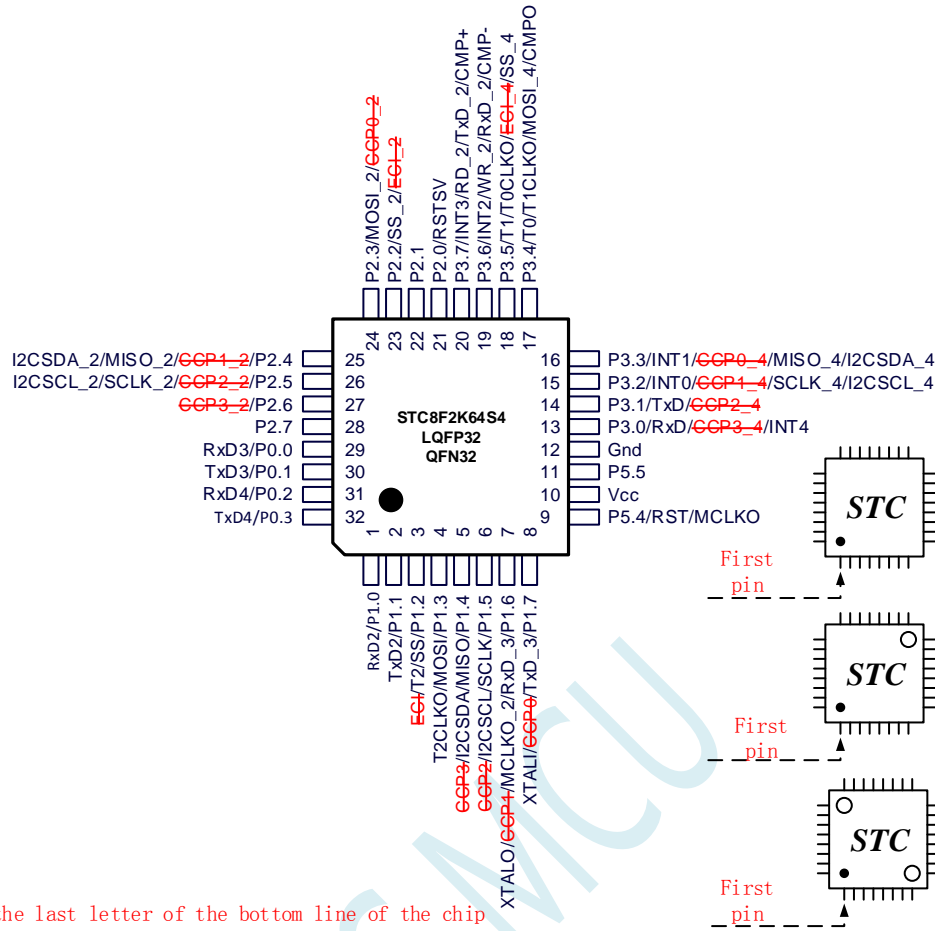 P2.3/MOSI_2/CCP0_2
P2.2/SS_2/ECI_2
P2.1
P2.0/RSTSV
P3.7/INT3/RD_2/TxD_2/CMP+
P3.6/INT2/WR_2/RxD_2/CMP-
P3.5/T1/T0CLKO/ECI_4/SS_4
P3.4/T0/T1CLKO/MOSI_4/CMPO
24 23 22 21 20 19 18 17
I2CSDA_2/MISO_2/CCP1_2/P2.4 25
I2CSCL_2/SCLK_2/CCP2_2/P2.5 26
CCP3_2/P2.6 27
P2.7 28
RxD3/P0.0 29
TxD3/P0.1 30
RxD4/P0.2 31
TxD4/P0.3 32
STC8F2K64S4
LQFP32
QFN32
16 P3.3/INT1/CCP0_4/MISO_4/I2CSDA_4
15 P3.2/INT0/CCP1_4/SCLK_4/I2CSCL_4
14 P3.1/TxD/CCP2_4
13 P3.0/RxD/CCP3_4/INT4
12 Gnd
11 P5.5
10 Vcc
9 P5.4/RST/MCLKO
1 2 3 4 5 6 7 8
RxD2/P1.0
TxD2/P1.1
ECI/T2/SS/P1.2
T2CLKO/MOSI/P1.3
CCP3/I2CSDA/MISO/P1.4
CCP2/I2CSCL/SCLK/P1.5
XTALO/CCP1/MCLKO_2/RxD_3/P1.6
XTALI/CCP0/TxD_3/P1.7
STC
First
pin
STC
First
pin
STC
First
pin
MCU
the last letter of the bottom line of the chip